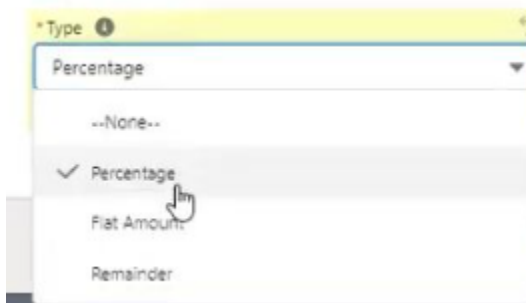 *Type
Percentage
--None--
Percentage
Flat Amount
Remainder